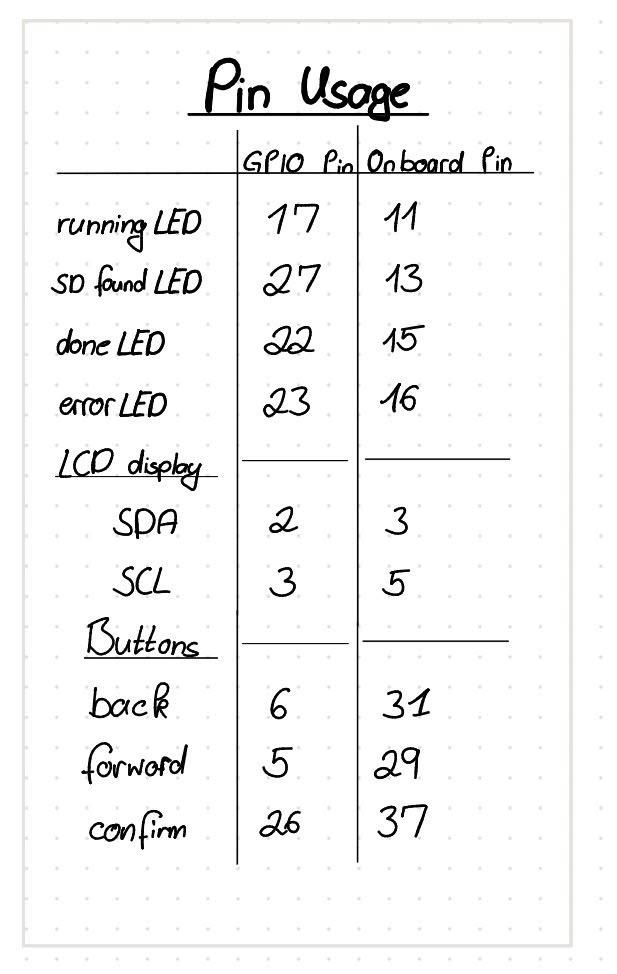 Pin Usage
GPIO Pin Onboard Pin
running LED 17 11
SD found LED 27 13
done LED 22 15
error LED 23 16
LCD display
SDA 2 3
SCL 3 5
Buttons
back 6 31
forword 5 29
confirm 26 37